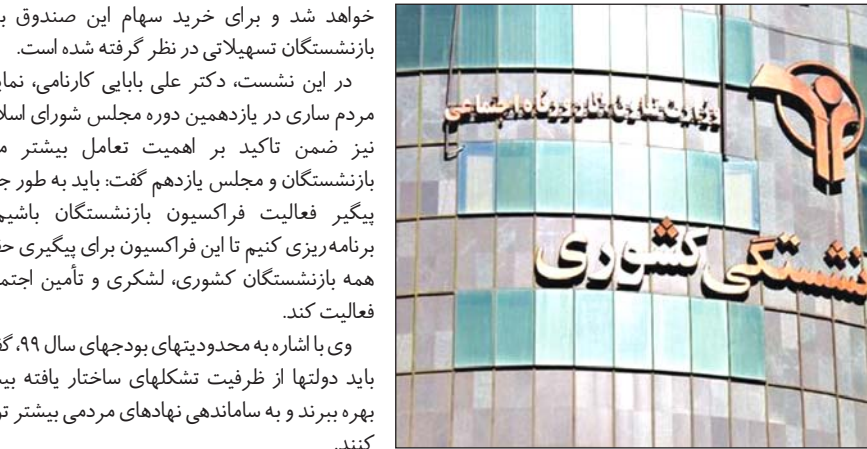 خواهد شد و برای خرید سهام این صندوق ب
بازنشستگان تسهیلاتی در نظر گرفته شده است.
در این نشست، دکتر علی بابایی کارنامی، نمای
مردم ساری در یازدهمین دوره مجلس شورای اسلا
نیز ضمن تاکید بر اهمیت تعامل بیشتر م
بازنشستگان و مجلس یازدهم گفت: باید به طور ج
پیگیر فعالیت فراکسیون بازنشستگان باشیم
برنامه‌ریزی کنیم تا این فراکسیون برای پیگیری حق
همه بازنشستگان کشوری، لشکری و تأمین اجتم
فعالیت کند.
وی با اشاره به محدودیتهای بودجهای سال ۹۹، گف
باید دولتها از ظرفیت تشکلهای ساختار یافته بی
بهره ببرند و به ساماندهی نهادهای مردمی بیشتر تو
کنند.
وزارت تعاون، کار و رفاه اجتماعی
نشستگی کشوری